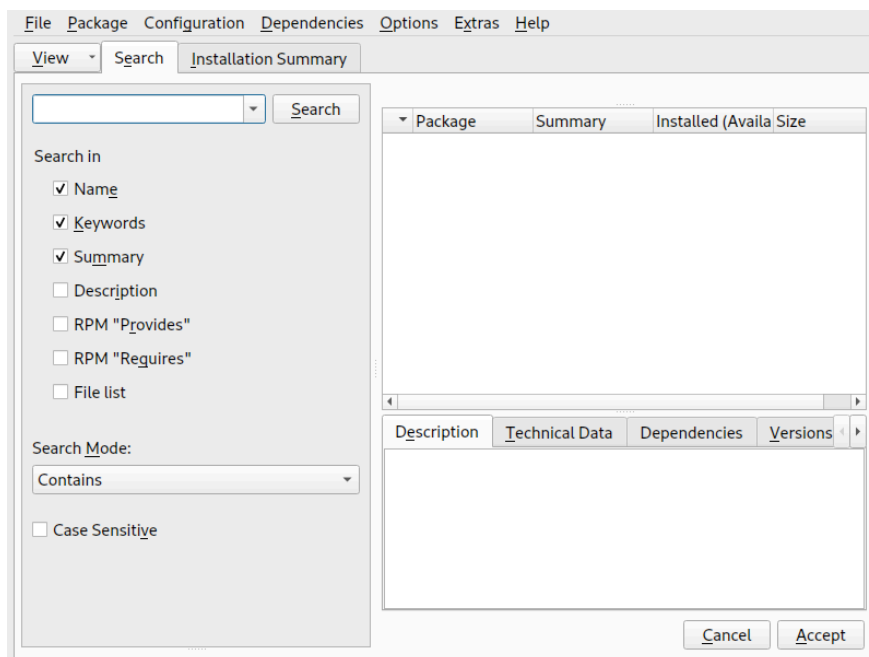 File Package Configuration Dependencies Options Extras Help
View Search Installation Summary
Search
Package Summary Installed (Availa Size
Search in
Name
Keywords
Summary
Description
RPM "Provides"
RPM "Requires"
File list
Search Mode:
Contains
Case Sensitive
Description Technical Data Dependencies Versions
Cancel Accept